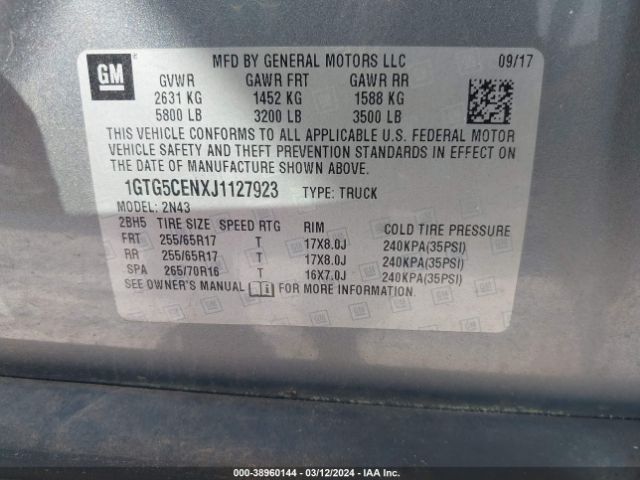 GM
MFD BY GENERAL MOTORS LLC 09/17
GVWR GAWR FRT GAWR RR
2631 KG 1452 KG 1588 KG
5800 LB 3200 LB 3500 LB
THIS VEHICLE CONFORMS TO ALL APPLICABLE U.S. FEDERAL MOTOR
VEHICLE SAFETY AND THEFT PREVENTION STANDARDS IN EFFECT ON
THE DATE OF MANUFACTURE SHOWN ABOVE.
1GTG5CENXJ1127923 TYPE: TRUCK
MODEL: 2N43
2BH5 TIRE SIZE SPEED RTG RIM COLD TIRE PRESSURE
FRT 255/65R17 T 17X8.0J 240KPA(35PSI)
RR 255/65R17 T 17X8.0J 240KPA(35PSI)
SPA 265/70R16 T 16X7.0J 240KPA(35PSI)
SEE OWNER'S MANUAL FOR MORE INFORMATION.
000-38960144 - 03/12/2024 - IAA Inc.